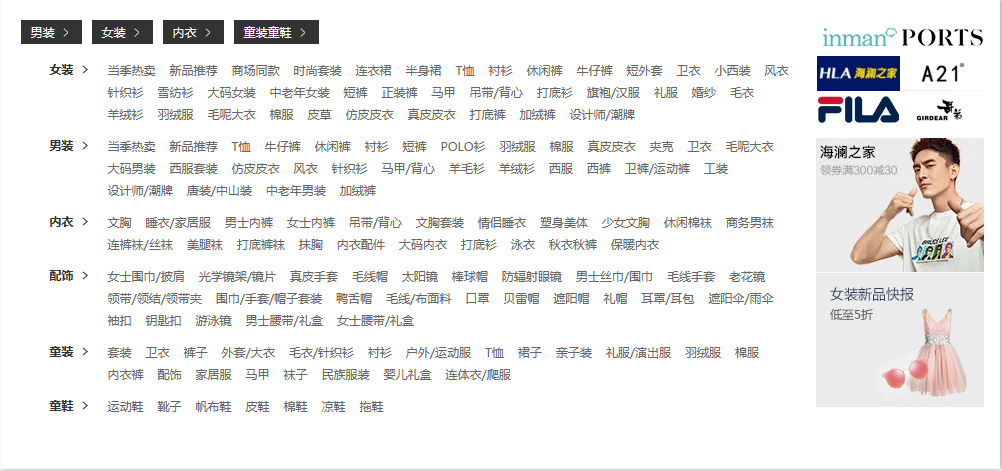 男装 > 女装 > 内衣 > 童装童鞋 >
女装 > 当季热卖 新品推荐 商场同款 时尚套装 连衣裙 半身裙 T恤 衬衫 休闲裤 牛仔裤 短外套 卫衣 小西装 风衣
针织衫 雪纺衫 大码女装 中老年女装 短裤 正装裤 马甲 吊带/背心 打底衫 旗袍/汉服 礼服 婚纱 毛衣
羊绒衫 羽绒服 毛呢大衣 棉服 皮草 仿皮皮衣 真皮皮衣 打底裤 加绒裤 设计师/潮牌
男装 > 当季热卖 新品推荐 T恤 牛仔裤 休闲裤 衬衫 短裤 POLO衫 羽绒服 棉服 真皮皮衣 夹克 卫衣 毛呢大衣
大码男装 西服套装 仿皮皮衣 风衣 针织衫 马甲/背心 羊毛衫 羊绒衫 西服 西裤 卫裤/运动裤 工装
设计师/潮牌 唐装/中山装 中老年男装 加绒裤
内衣 > 文胸 睡衣/家居服 男士内裤 女士内裤 吊带/背心 文胸套装 情侣睡衣 塑身美体 少女文胸 休闲棉袜 商务男袜
连裤袜/丝袜 美腿袜 打底裤袜 抹胸 内衣配件 大码内衣 打底衫 泳衣 秋衣秋裤 保暖内衣
配饰 > 女士围巾/披肩 光学镜架/镜片 真皮手套 毛线帽 太阳镜 棒球帽 防辐射眼镜 男士丝巾/围巾 毛线手套 老花镜
领带/领结/领带夹 围巾/手套/帽子套装 鸭舌帽 毛线/布面料 口罩 贝雷帽 遮阳帽 礼帽 耳罩/耳包 遮阳伞/雨伞
袖扣 钥匙扣 游泳镜 男士腰带/礼盒 女士腰带/礼盒
童装 > 套装 卫衣 裤子 外套/大衣 毛衣/针织衫 衬衫 户外/运动服 T恤 裙子 亲子装 礼服/演出服 羽绒服 棉服
内衣裤 配饰 家居服 马甲 袜子 民族服装 婴儿礼盒 连体衣/爬服
童鞋 > 运动鞋 靴子 帆布鞋 皮鞋 棉鞋 凉鞋 拖鞋
inman PORTS
HLA 海澜之家 A21
FILA GIRDEAR 哥弟
海澜之家
领券满300减30
女装新品快报
低至5折